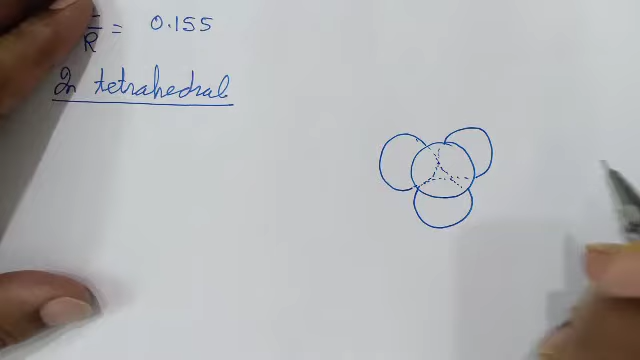 R = 0.155
In tetrahedral